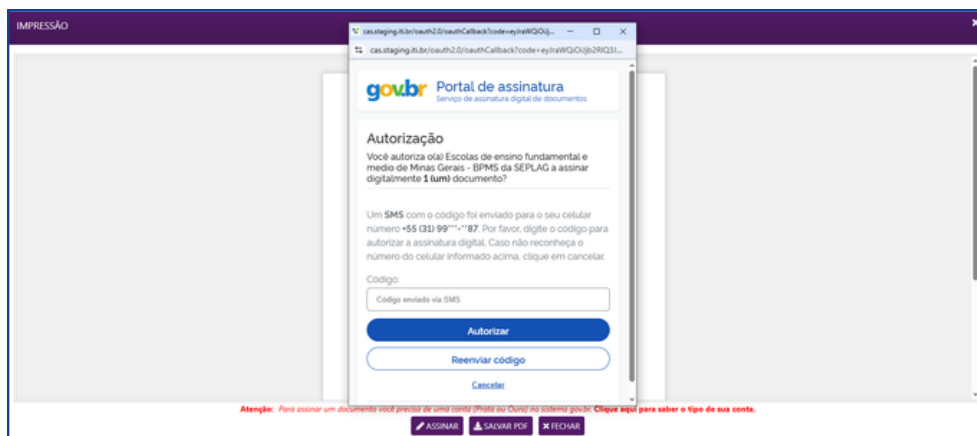 IMPRESSÃO
cas.staging.iti.br/oauth2.0/oauthCallback?code=eyJraWQiOiJj...
cas.staging.iti.br/oauth2.0/oauthCallback?code=eyJraWQiOiJjb2RlQ3J...
gov.br Portal de assinatura
Serviço de assinatura digital de documentos
Autorização
Você autoriza o(a) Escolas de ensino fundamental e
medio de Minas Gerais - BPMS da SEPLAG a assinar
digitalmente 1 (um) documento?
Um SMS com o código foi enviado para o seu celular
número +55 (31) 99***-**87. Por favor, digite o código para
autorizar a assinatura digital. Caso não reconheça o
número do celular informado acima, clique em cancelar.
Código:
Código enviado via SMS
Autorizar
Reenviar código
Cancelar
Atenção: Para assinar um documento você precisa de uma conta (Prata ou Ouro) no sistema gov.br. Clique aqui para saber o tipo de sua conta.
ASSINAR SALVAR PDF FECHAR